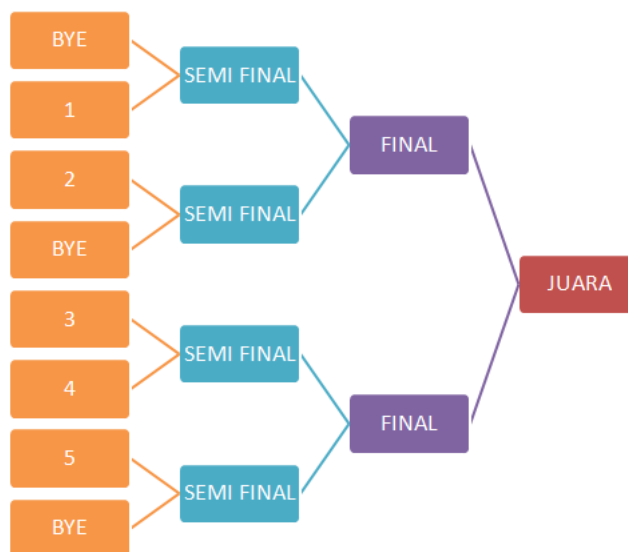 BYE
1
2
BYE
3
4
5
BYE
SEMI FINAL
SEMI FINAL
SEMI FINAL
SEMI FINAL
FINAL
FINAL
JUARA